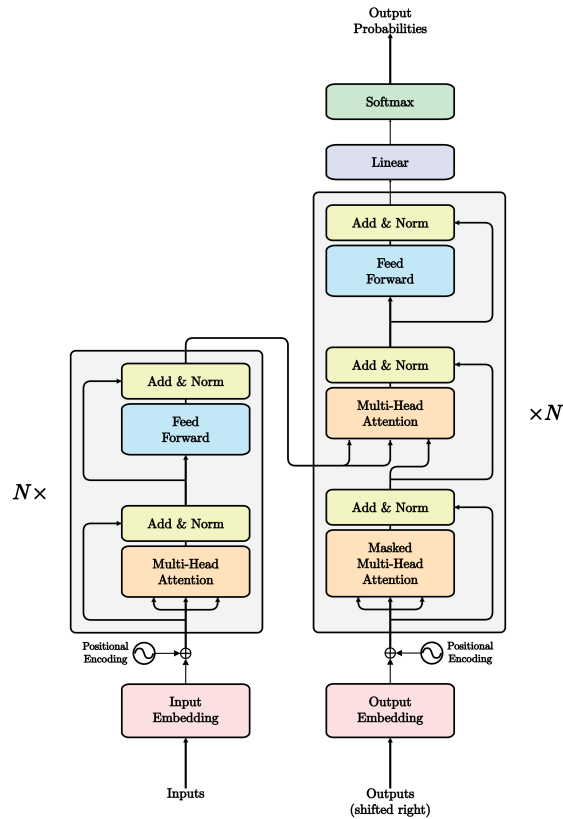 Output
Probabilities
Softmax
Linear
Add & Norm
Feed
Forward
Add & Norm
Multi-Head
Attention
×N
Add & Norm
Masked
Multi-Head
Attention
Positional
Encoding
Output
Embedding
Outputs
(shifted right)
Add & Norm
Feed
Forward
N×
Add & Norm
Multi-Head
Attention
Positional
Encoding
Input
Embedding
Inputs